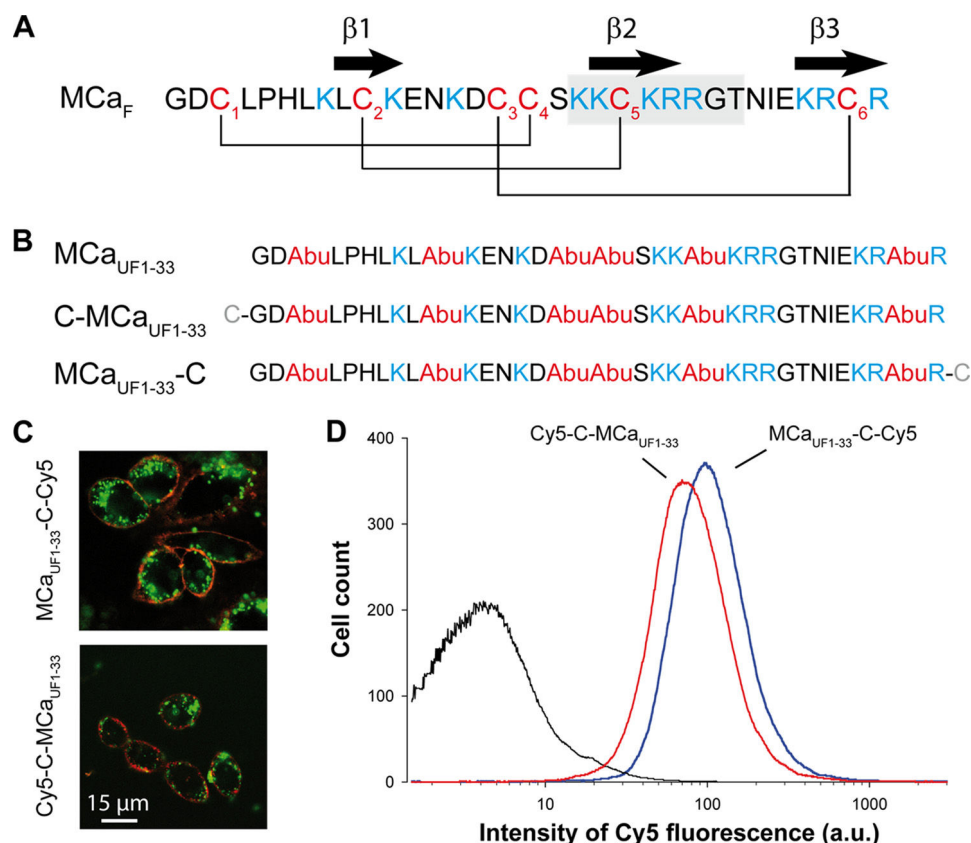 A
β1 β2 β3
MCaF GDC1LPHLKLC2KENKDC3C4SKKC5KRRGTNIEKRC6R
B
MCaUF1-33 GDAbuLPHLKLAbuKENKDAbuAbuSKKAbuKRRGTNIEKRAbuR
C-MCaUF1-33 C-GDAbuLPHLKLAbuKENKDAbuAbuSKKAbuKRRGTNIEKRAbuR
MCaUF1-33-C GDAbuLPHLKLAbuKENKDAbuAbuSKKAbuKRRGTNIEKRAbuR-C
C
MCaUF1-33-C-Cy5
Cy5-C-MCaUF1-33
15 µm
D
Cy5-C-MCaUF1-33 MCaUF1-33-C-Cy5
Cell count
400
300
200
100
0
10 100 1000
Intensity of Cy5 fluorescence (a.u.)